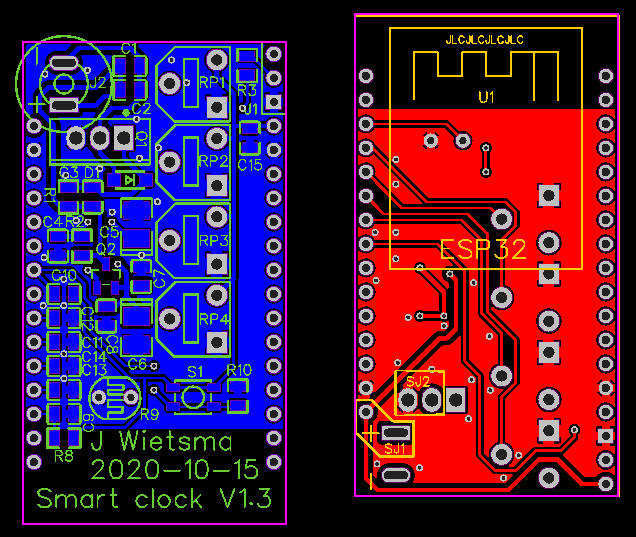 C1
J2
RP1
R3
J1
C2
Q1
C15
RP2
C3 D1
R1
C4 R2
C5
RP3
Q2
C7
C10
C12
RP4
C11
C8
C14
C6
C13
S1
R10
R9
C9
R8
J Wietsma
2020-10-15
Smart clock V1.3
JLCJLCJLCJLC
U1
ESP32
SJ2
SJ1